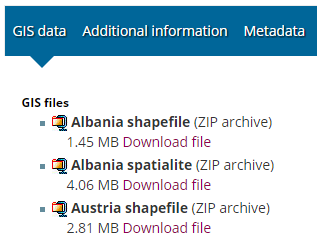 GIS data Additional information Metadata
GIS files
Albania shapefile (ZIP archive)
1.45 MB Download file
Albania spatialite (ZIP archive)
4.06 MB Download file
Austria shapefile (ZIP archive)
2.81 MB Download file